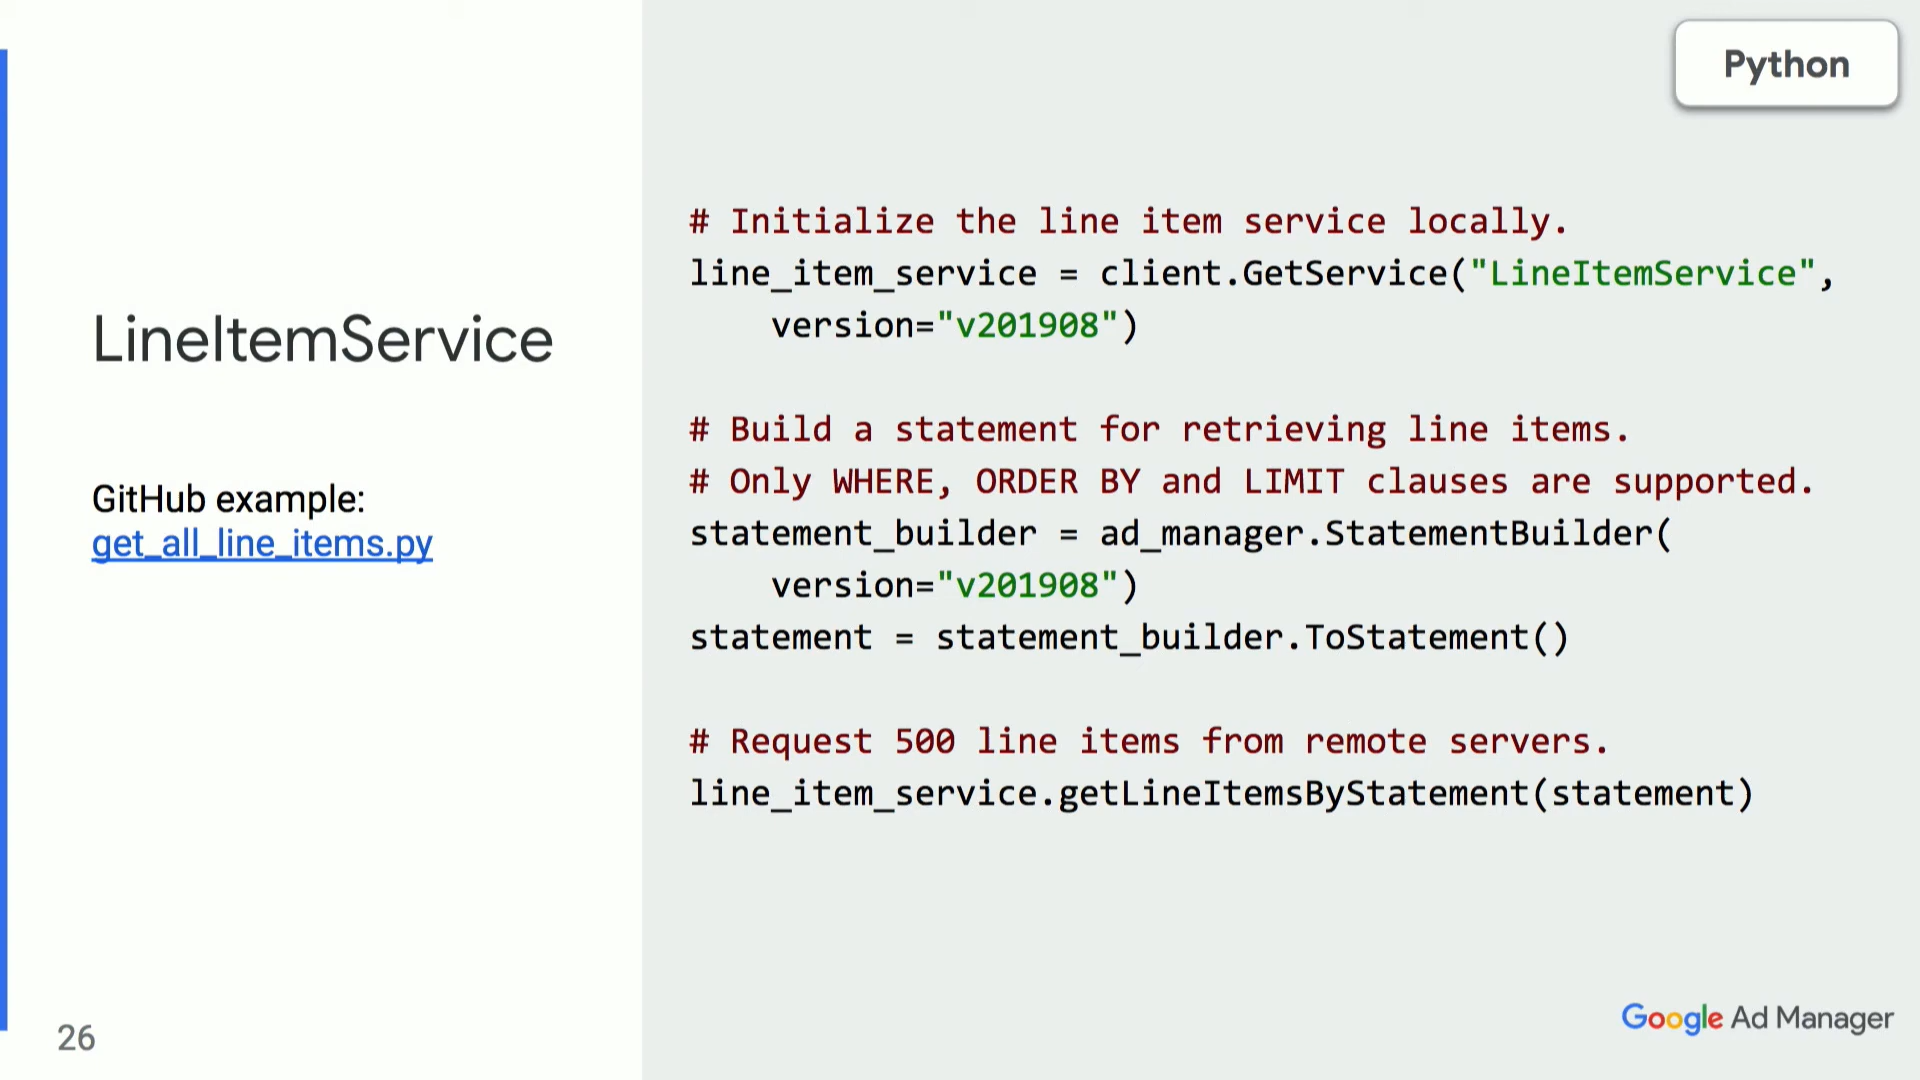 Python
LineItemService
GitHub example:
get_all_line_items.py
# Initialize the line item service locally.
line_item_service = client.GetService("LineItemService",
    version="v201908")
# Build a statement for retrieving line items.
# Only WHERE, ORDER BY and LIMIT clauses are supported.
statement_builder = ad_manager.StatementBuilder(
    version="v201908")
statement = statement_builder.ToStatement()
# Request 500 line items from remote servers.
line_item_service.getLineItemsByStatement(statement)
26
Google Ad Manager